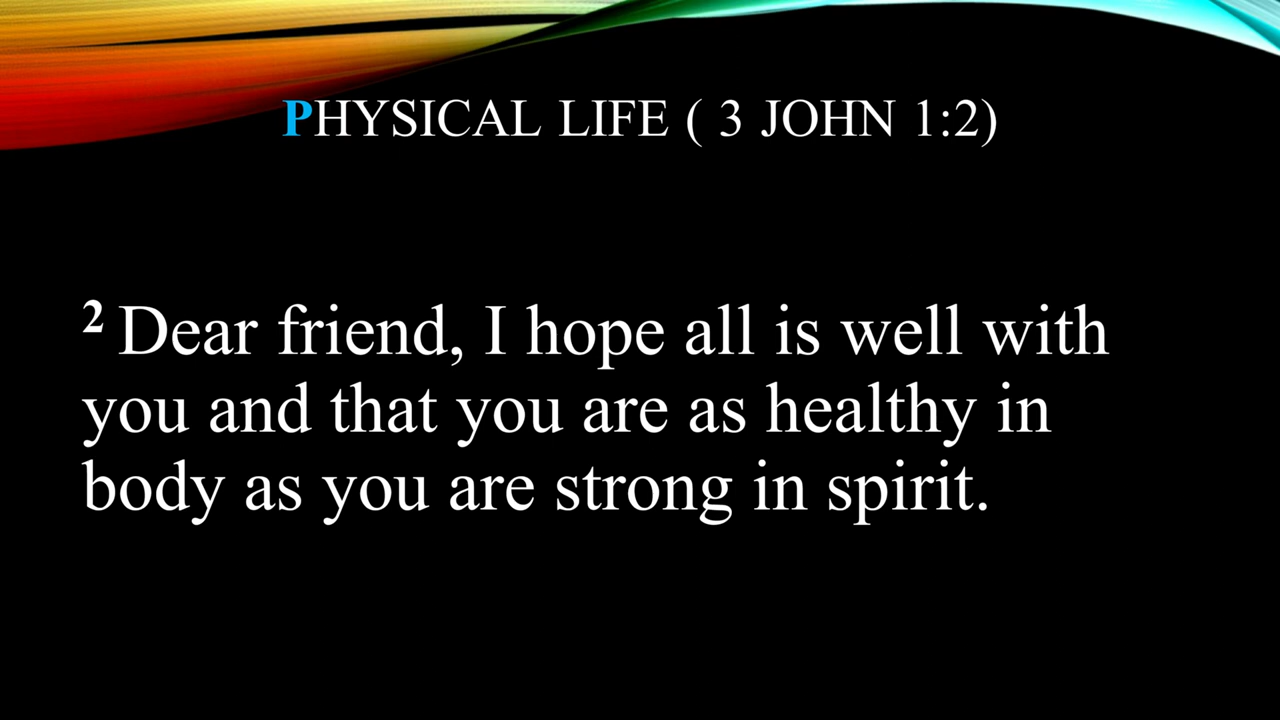 PHYSICAL LIFE ( 3 JOHN 1:2)
2 Dear friend, I hope all is well with
you and that you are as healthy in
body as you are strong in spirit.